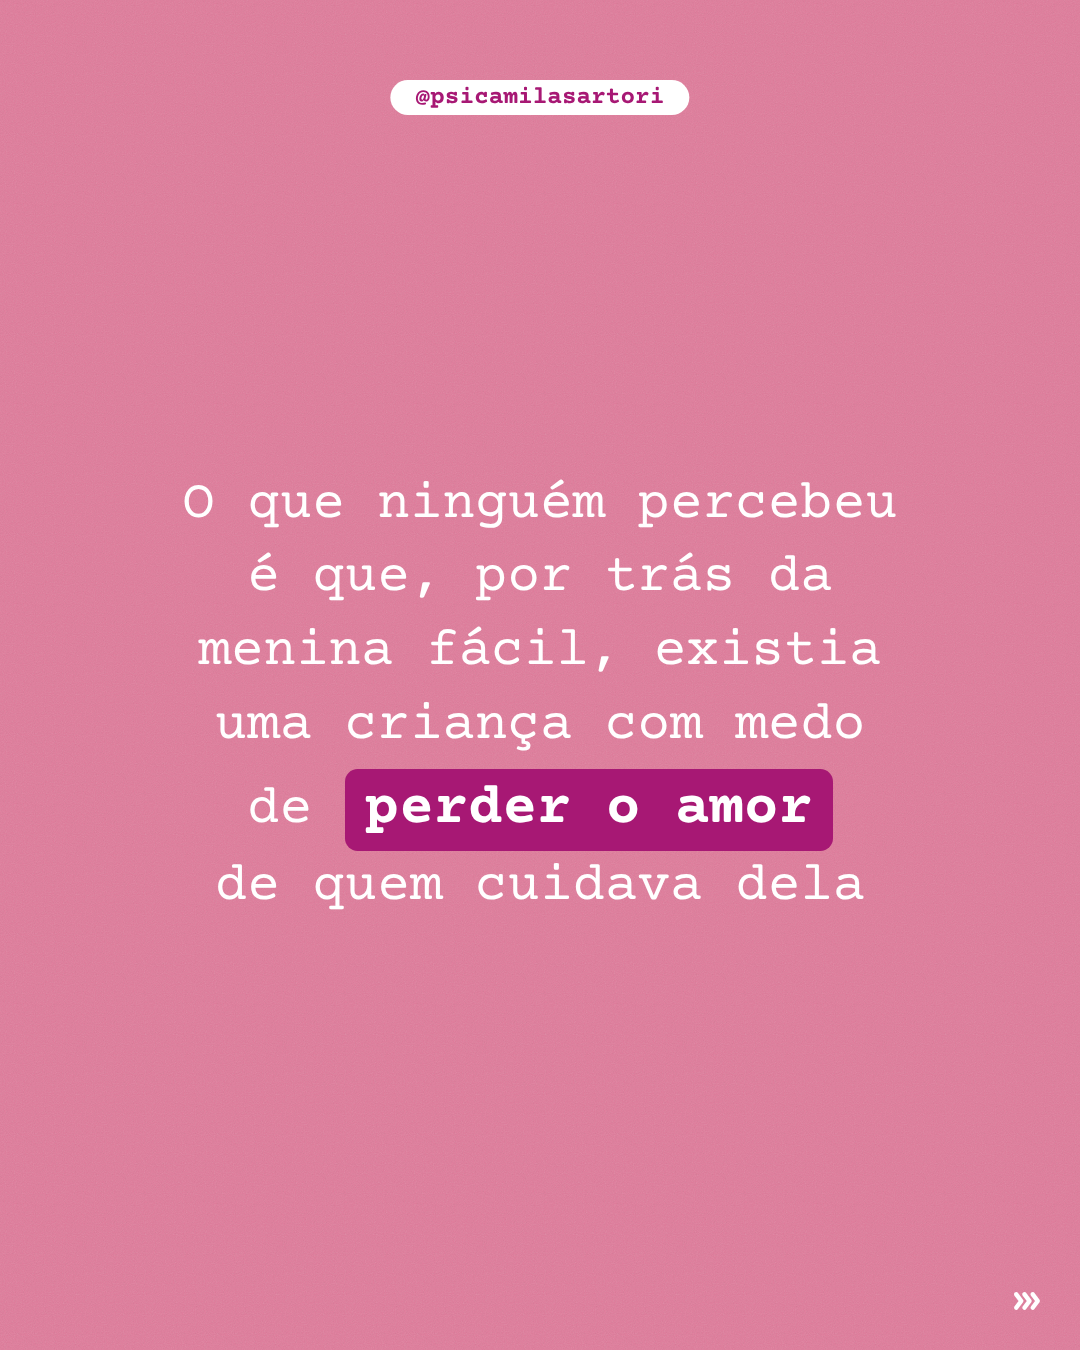 @psicamilasartori
O que ninguém percebeu
é que, por trás da
menina fácil, existia
uma criança com medo
de perder o amor
de quem cuidava dela